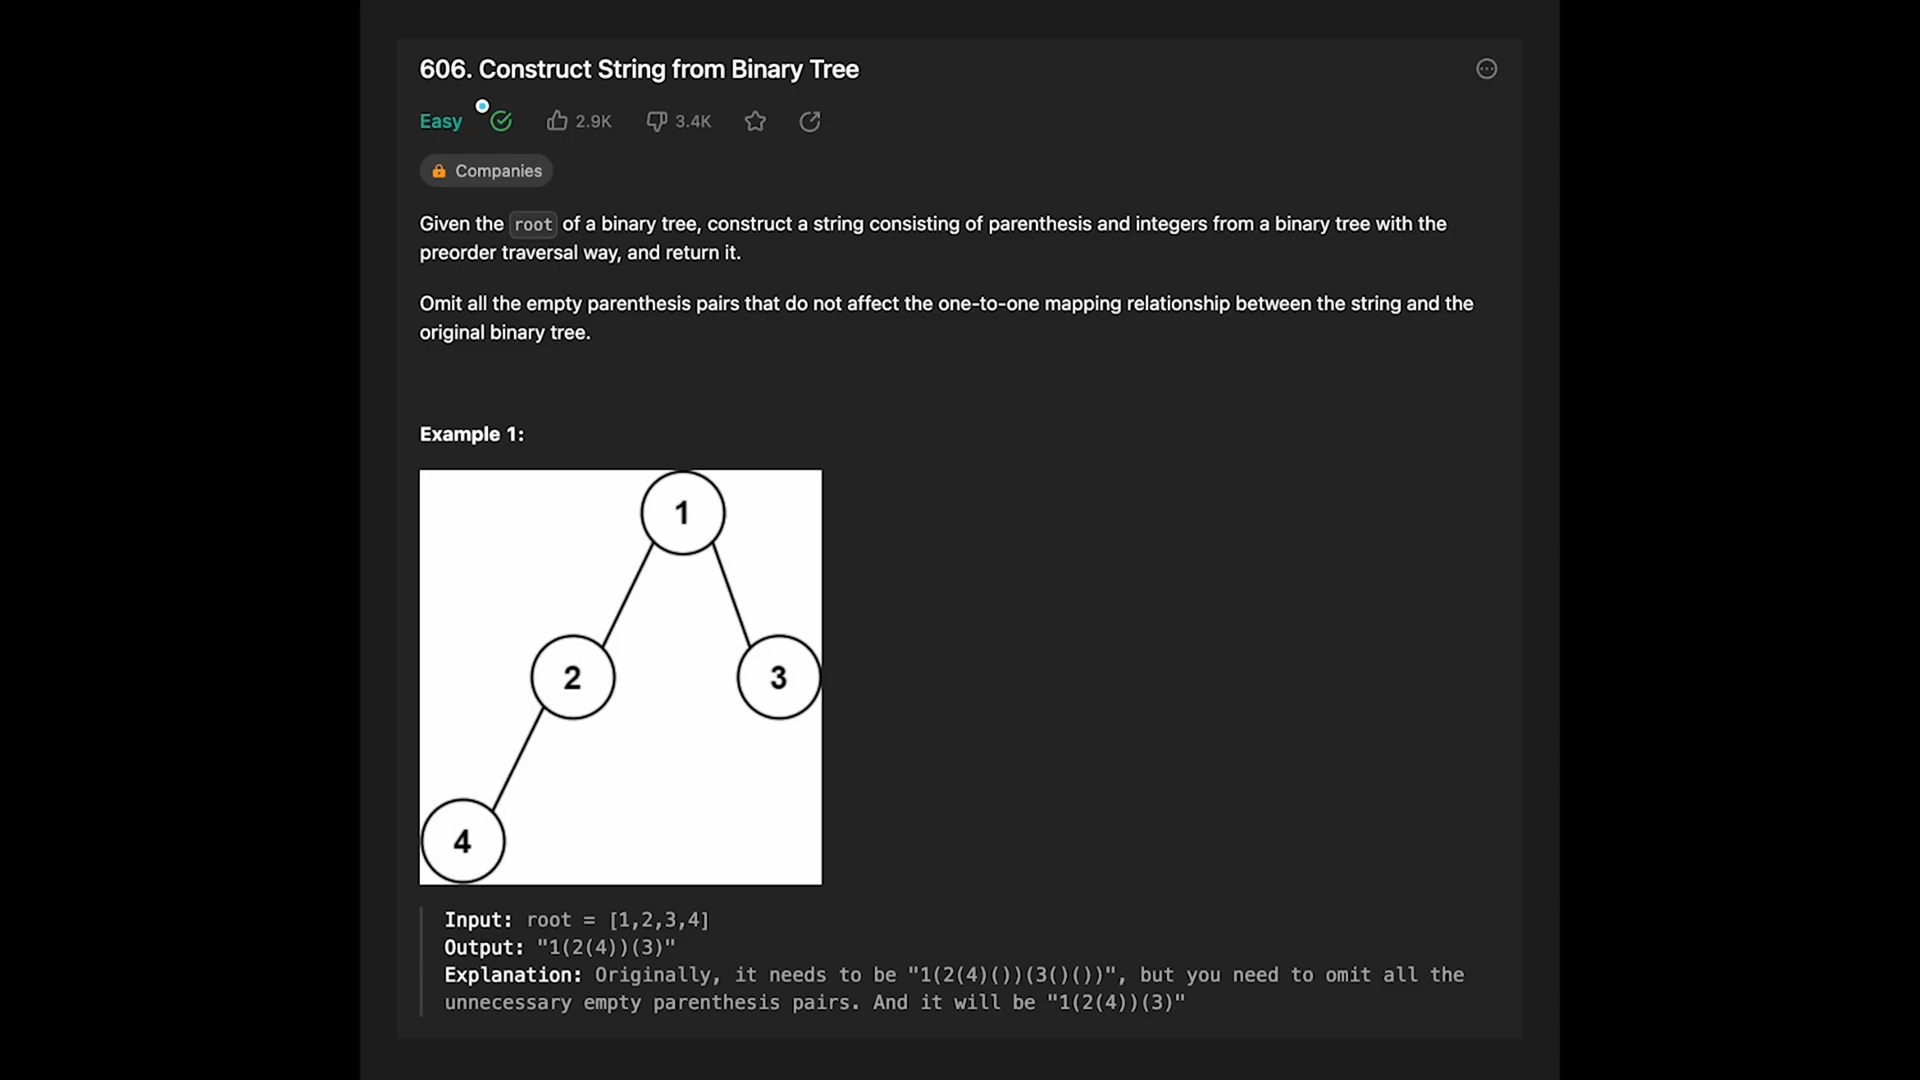 606. Construct String from Binary Tree
Easy 2.9K 3.4K
Companies
Given the root of a binary tree, construct a string consisting of parenthesis and integers from a binary tree with the
preorder traversal way, and return it.
Omit all the empty parenthesis pairs that do not affect the one-to-one mapping relationship between the string and the
original binary tree.
Example 1:
1
2 3
4
Input: root = [1,2,3,4]
Output: "1(2(4))(3)"
Explanation: Originally, it needs to be "1(2(4)())(3()())", but you need to omit all the
unnecessary empty parenthesis pairs. And it will be "1(2(4))(3)"